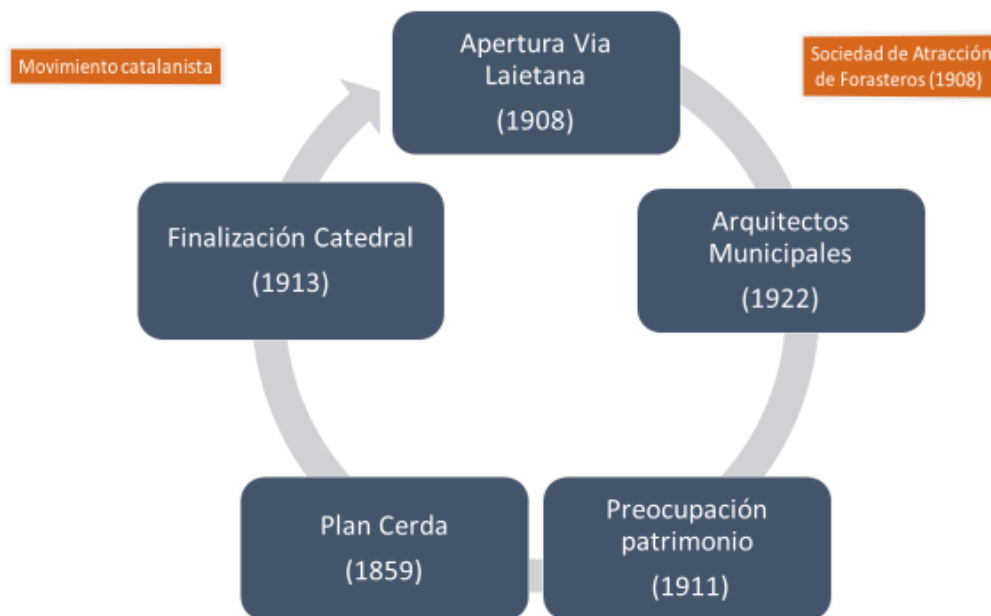 Movimiento catalanista
Apertura Via
Laietana
(1908)
Sociedad de Atracción
de Forasteros (1908)
Finalización Catedral
(1913)
Arquitectos
Municipales
(1922)
Plan Cerda
(1859)
Preocupación
patrimonio
(1911)